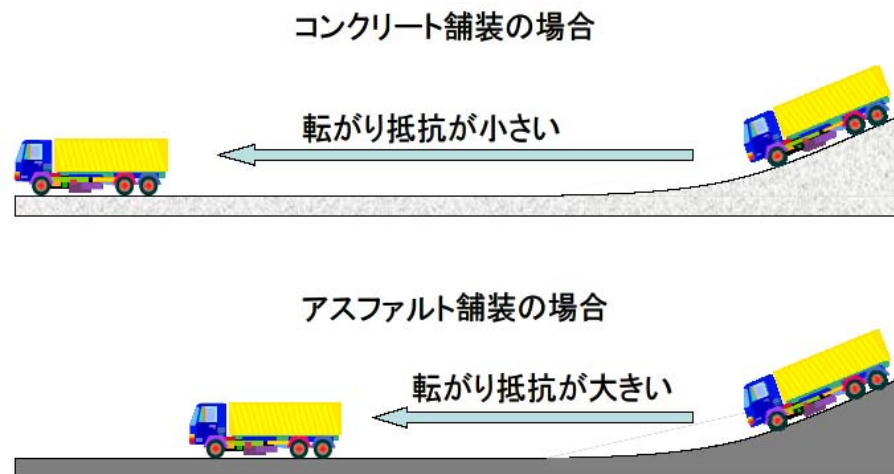 コンクリート舗装の場合
転がり抵抗が小さい
アスファルト舗装の場合
転がり抵抗が大きい